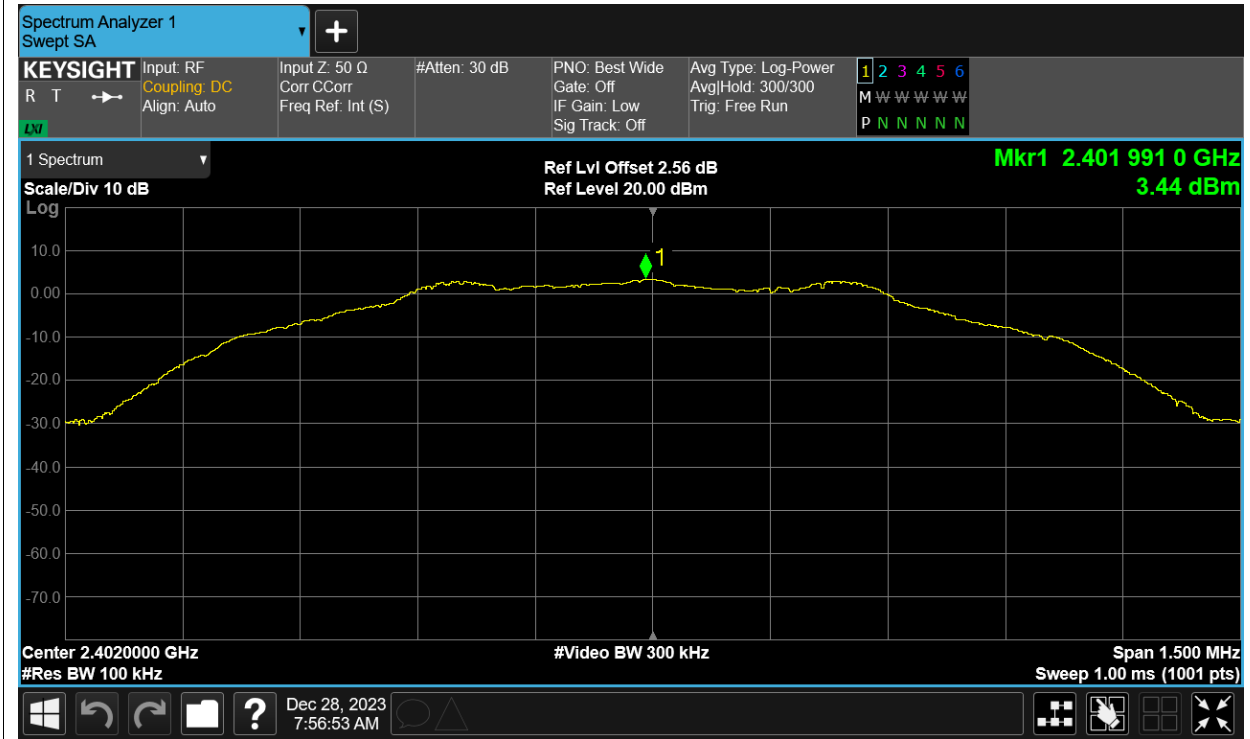 Spectrum Analyzer 1
Swept SA
KEYSIGHT
R T
LXI
Input: RF
Coupling: DC
Align: Auto
Input Z: 50 Ω
Corr CCorr
Freq Ref: Int (S)
#Atten: 30 dB
PNO: Best Wide
Gate: Off
IF Gain: Low
Sig Track: Off
Avg Type: Log-Power
Avg|Hold: 300/300
Trig: Free Run
1 2 3 4 5 6
M W W W W W
P N N N N N
1 Spectrum
Scale/Div 10 dB
Log
Ref Lvl Offset 2.56 dB
Ref Level 20.00 dBm
Mkr1 2.401 991 0 GHz
3.44 dBm
1
10.0
0.00
-10.0
-20.0
-30.0
-40.0
-50.0
-60.0
-70.0
Center 2.4020000 GHz
#Video BW 300 kHz
Span 1.500 MHz
#Res BW 100 kHz
Sweep 1.00 ms (1001 pts)
?
Dec 28, 2023
7:56:53 AM